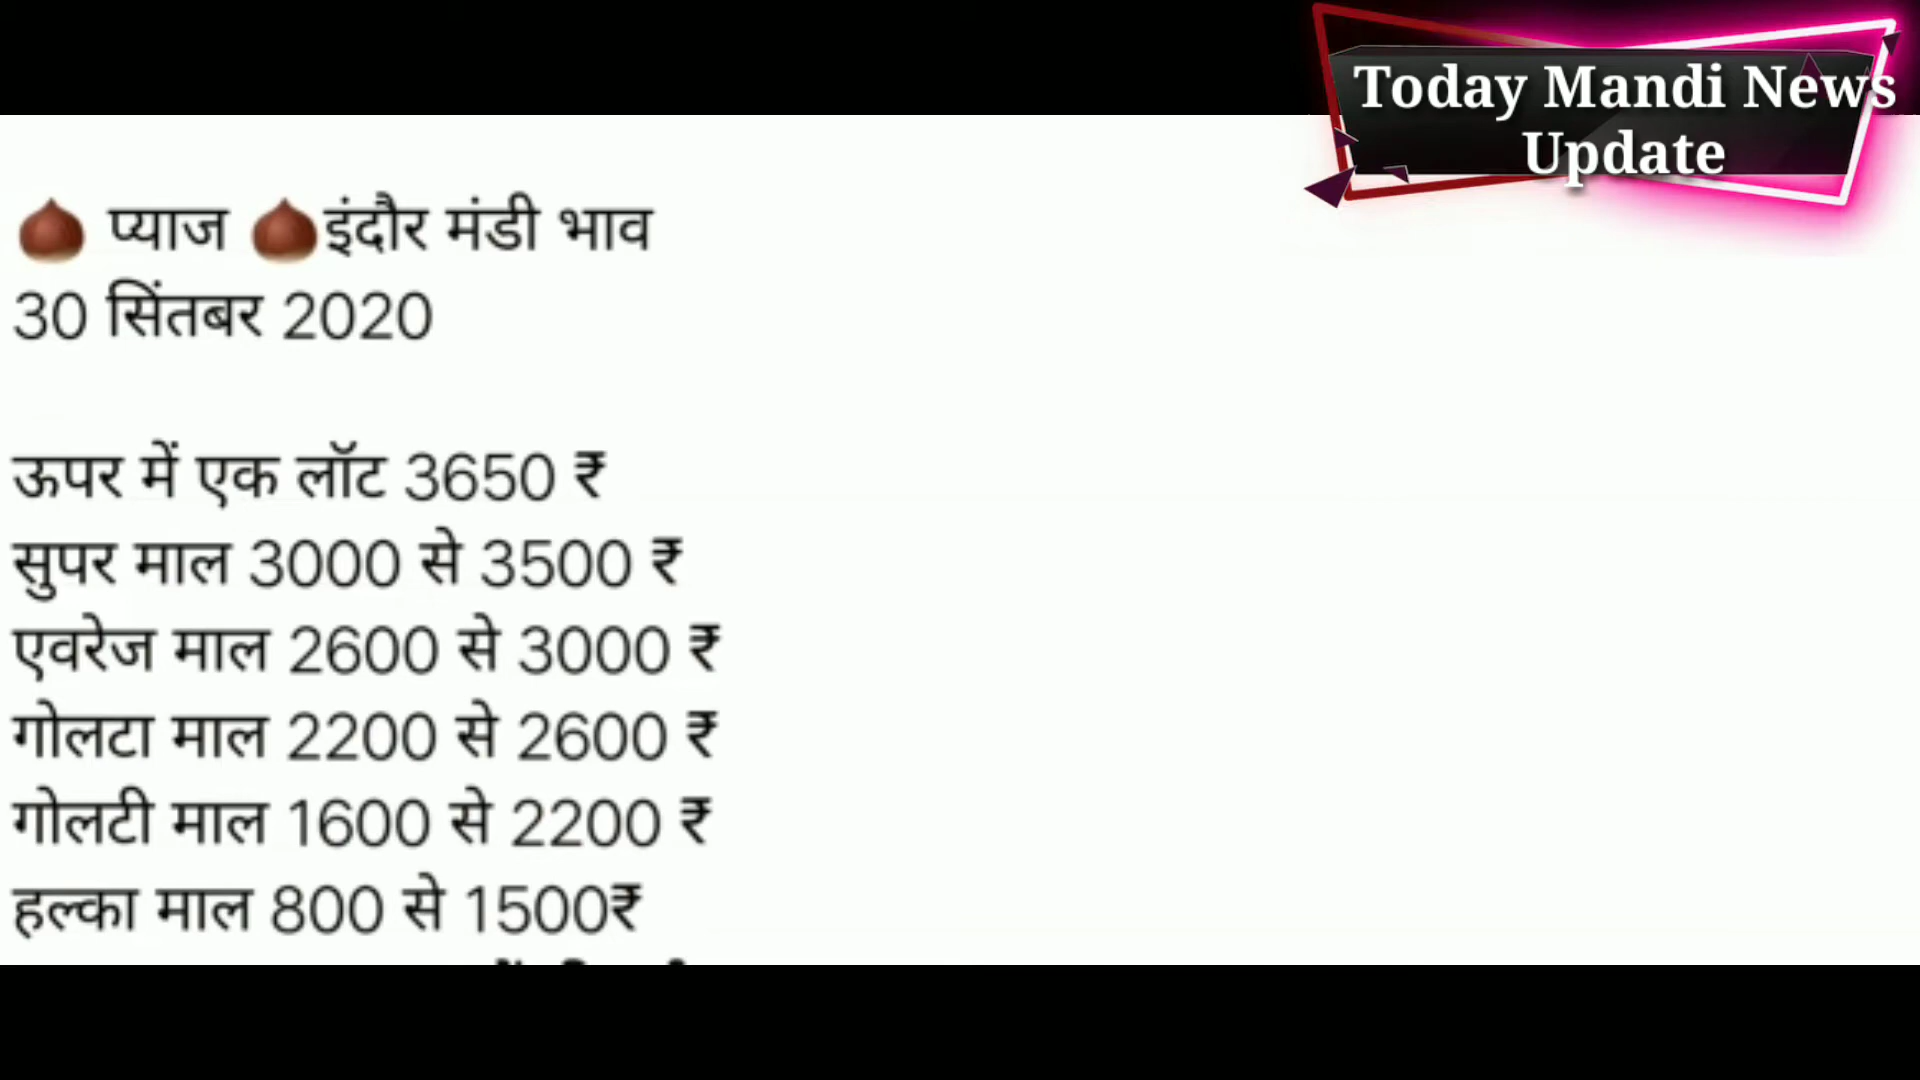 Today Mandi News
Update
🌰 प्याज 🌰इंदौर मंडी भाव
30 सिंतबर 2020
ऊपर में एक लॉट 3650 ₹
सुपर माल 3000 से 3500 ₹
एवरेज माल 2600 से 3000 ₹
गोलटा माल 2200 से 2600 ₹
गोलटी माल 1600 से 2200 ₹
हल्का माल 800 से 1500₹